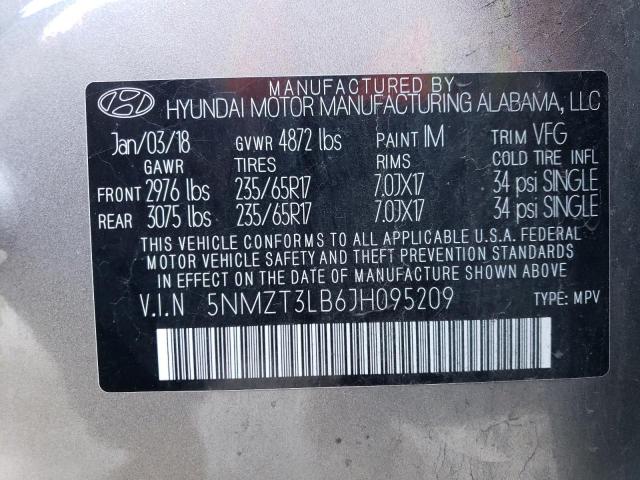 MANUFACTURED BY
HYUNDAI MOTOR MANUFACTURING ALABAMA, LLC
Jan/03/18 GVWR 4872 lbs PAINT IM TRIM VFG
GAWR TIRES RIMS COLD TIRE INFL
FRONT 2976 lbs 235/65R17 7.0JX17 34 psi SINGLE
REAR 3075 lbs 235/65R17 7.0JX17 34 psi SINGLE
THIS VEHICLE CONFORMS TO ALL APPLICABLE U.S.A. FEDERAL
MOTOR VEHICLE SAFETY AND THEFT PREVENTION STANDARDS
IN EFFECT ON THE DATE OF MANUFACTURE SHOWN ABOVE.
V.I.N 5NMZT3LB6JH095209 TYPE: MPV